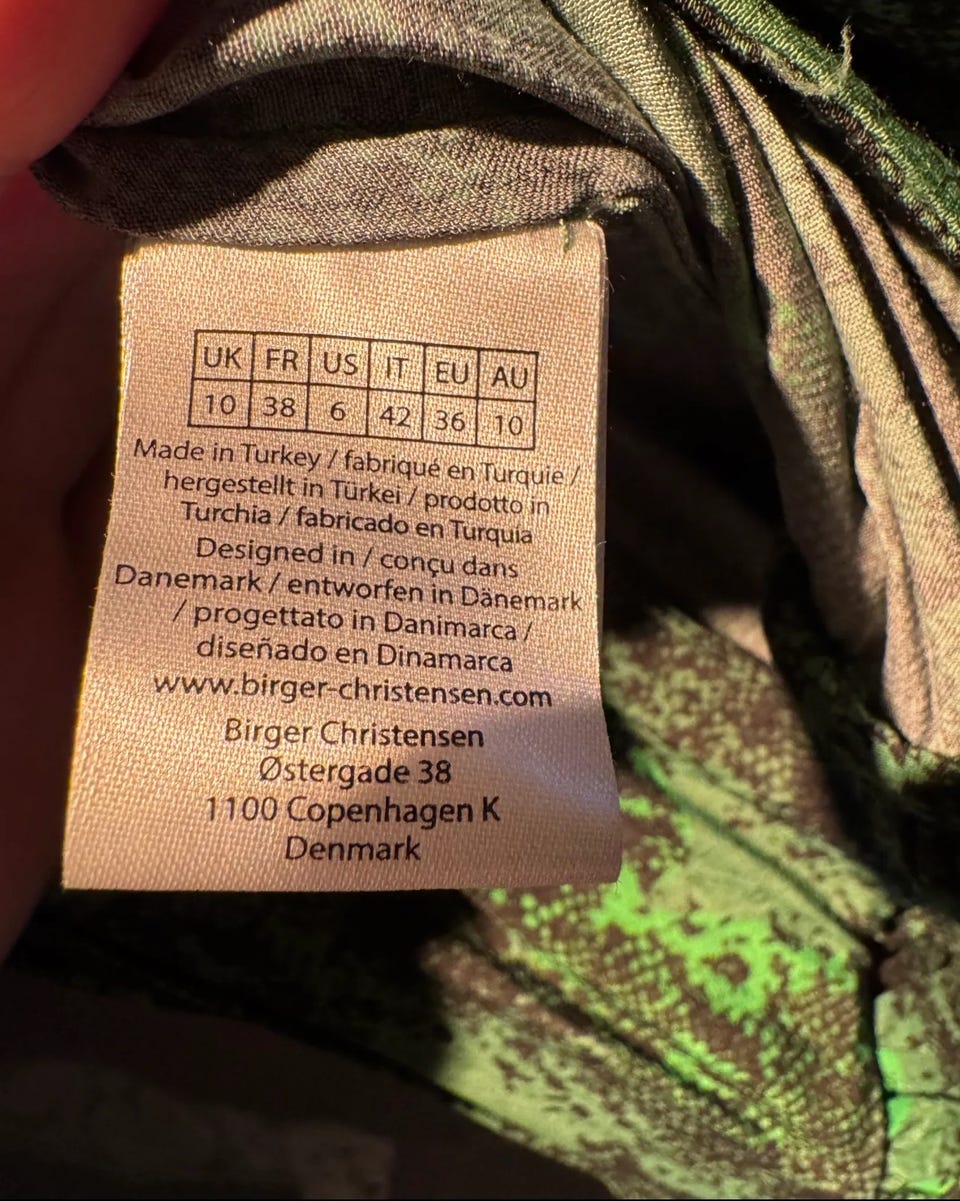 UK FR US IT EU AU
10 38 6 42 36 10
Made in Turkey / fabriqué en Turquie /
hergestellt in Türkei / prodotto in
Turchia / fabricado en Turquia
Designed in / conçu dans
Danemark / entworfen in Dänemark
/ progettato in Danimarca /
diseñado en Dinamarca
www.birger-christensen.com
Birger Christensen
Østergade 38
1100 Copenhagen K
Denmark